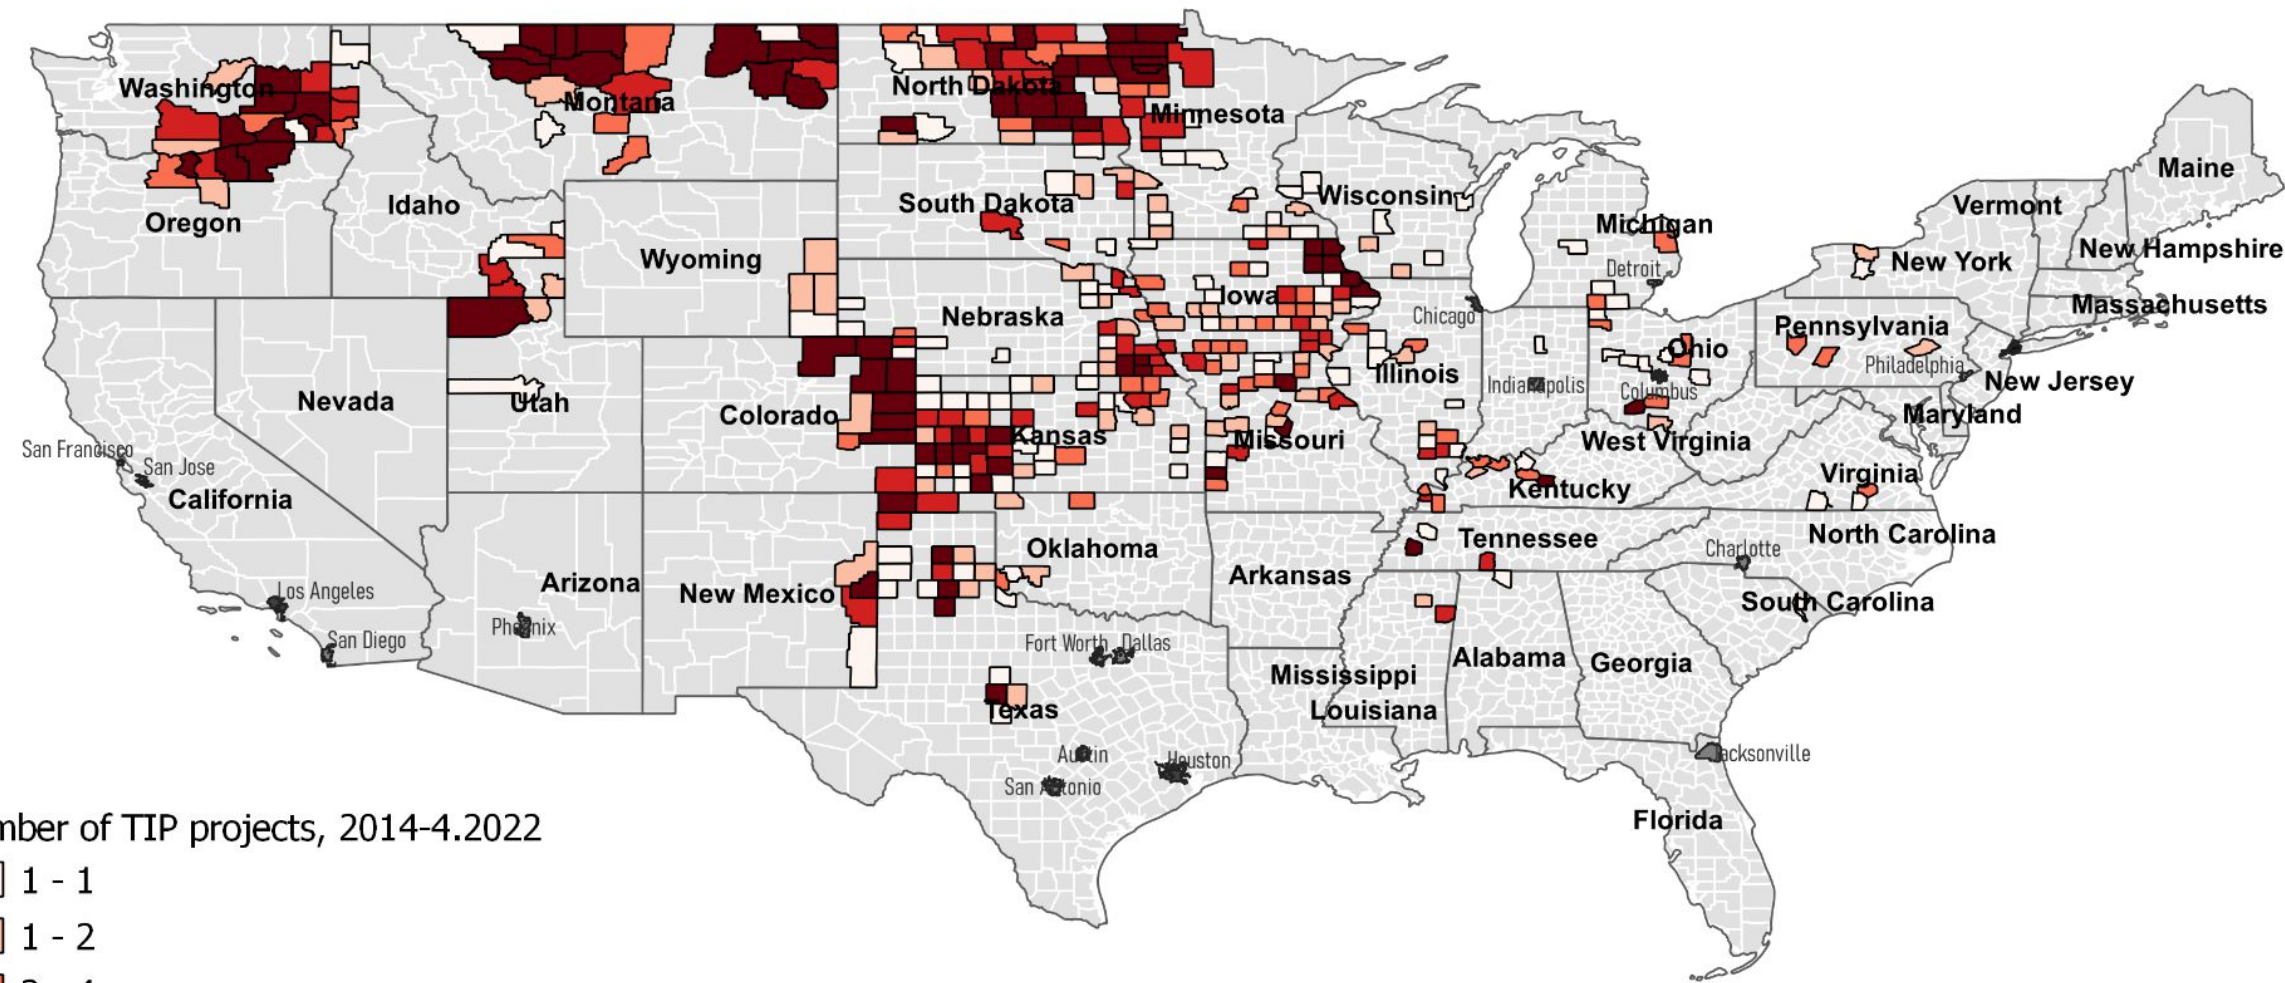 Washington
Montana
North Dakota
Minnesota
Maine
Oregon
Idaho
South Dakota
Wisconsin
Michigan
Vermont
Wyoming
Detroit
New York
New Hampshire
Nebraska
Iowa
Chicago
Massachusetts
Pennsylvania
Ohio
Philadelphia
Nevada
Utah
Colorado
Illinois
Indianapolis
Columbus
New Jersey
Maryland
San Francisco
San Jose
California
Kansas
Missouri
West Virginia
Virginia
Kentucky
Arizona
New Mexico
Oklahoma
Arkansas
Tennessee
Charlotte
North Carolina
South Carolina
Los Angeles
San Diego
Phoenix
Fort Worth
Dallas
Mississippi
Alabama
Georgia
Texas
Louisiana
Austin
Houston
San Antonio
Jacksonville
Florida
mber of TIP projects, 2014-4.2022
1 - 1
1 - 2